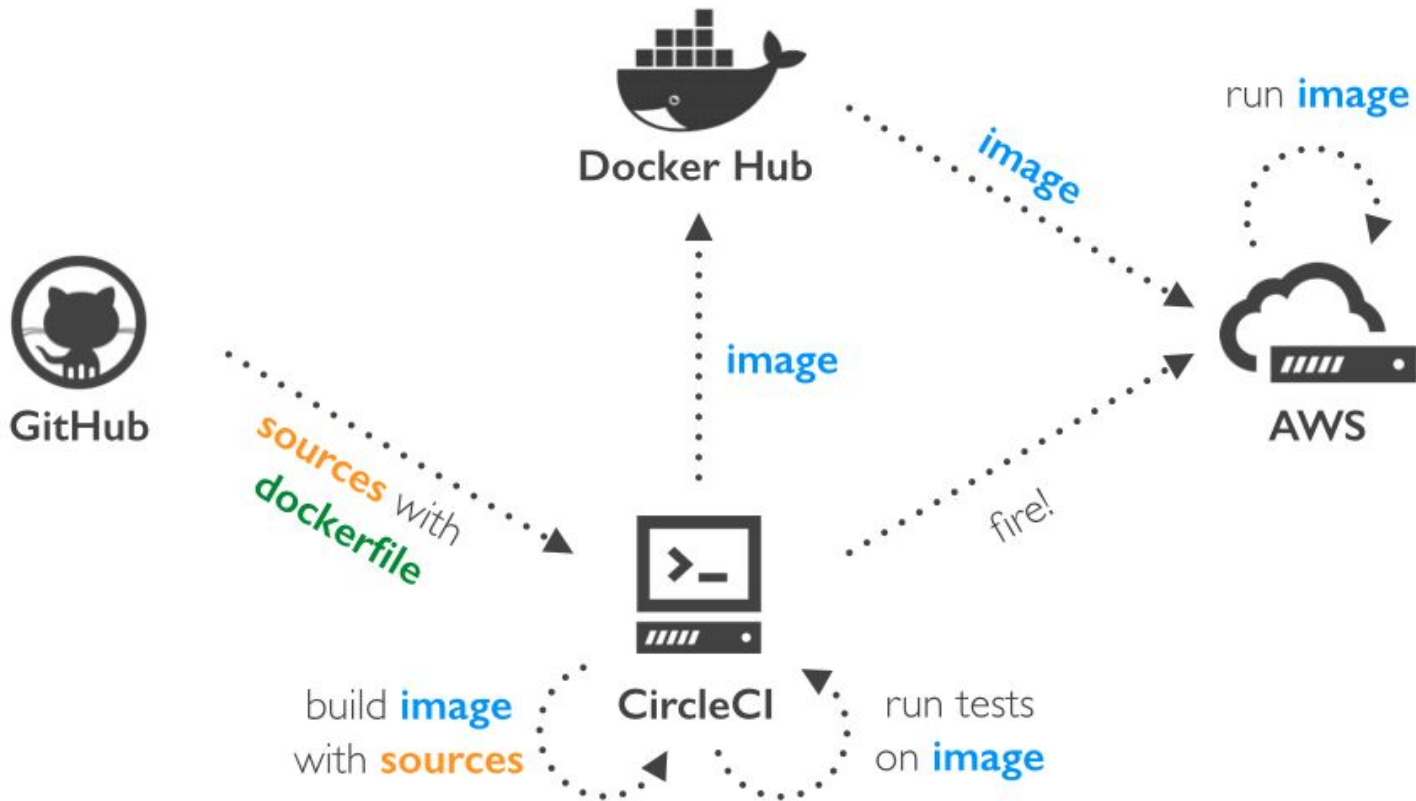 run image
Docker Hub
image
image
GitHub
AWS
sources with
dockerfile
fire!
>_
build image
with sources
CircleCI
run tests
on image